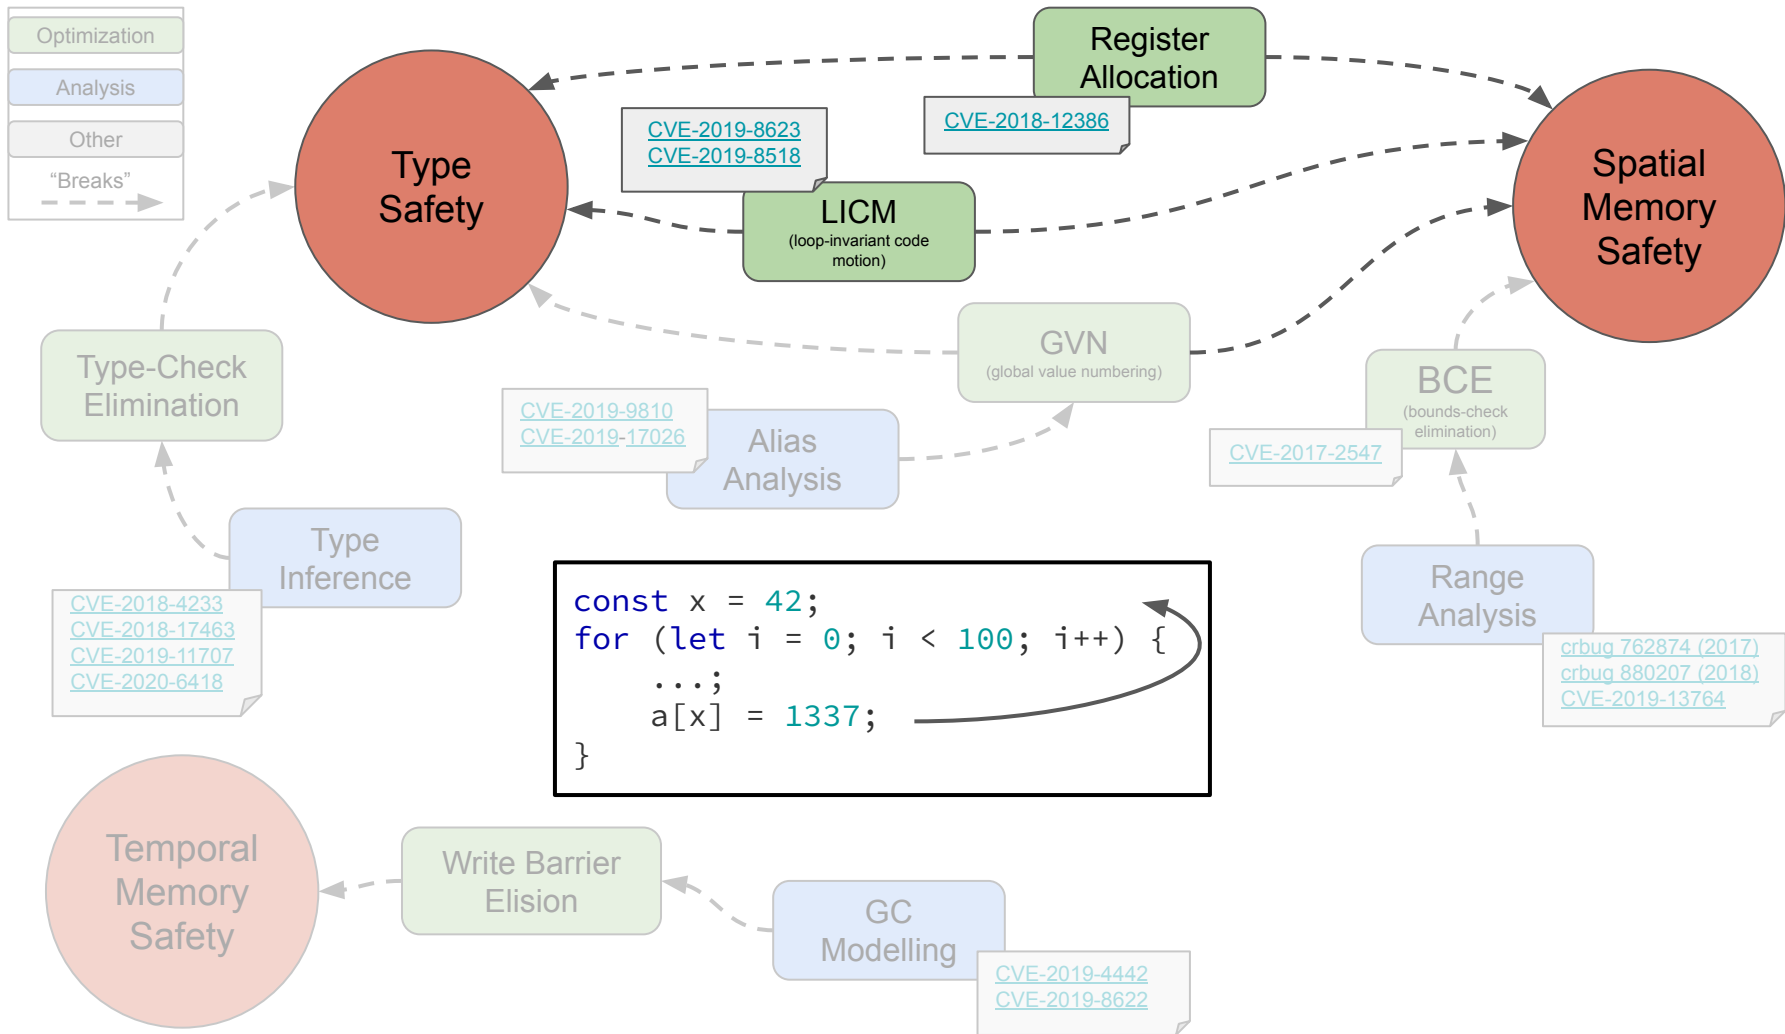 Optimization
Analysis
Other
“Breaks”
Register
Allocation
CVE-2018-12386
CVE-2019-8623
CVE-2019-8518
Type
Safety
LICM
(loop-invariant code
motion)
Spatial
Memory
Safety
Type-Check
Elimination
GVN
(global value numbering)
BCE
(bounds-check
elimination)
CVE-2019-9810
CVE-2019-17026
Alias
Analysis
CVE-2017-2547
Type
Inference
CVE-2018-4233
CVE-2018-17463
CVE-2019-11707
CVE-2020-6418
const x = 42;
for (let i = 0; i < 100; i++) {
...;
a[x] = 1337;
}
Range
Analysis
crbug 762874 (2017)
crbug 880207 (2018)
CVE-2019-13764
Temporal
Memory
Safety
Write Barrier
Elision
GC
Modelling
CVE-2019-4442
CVE-2019-8622